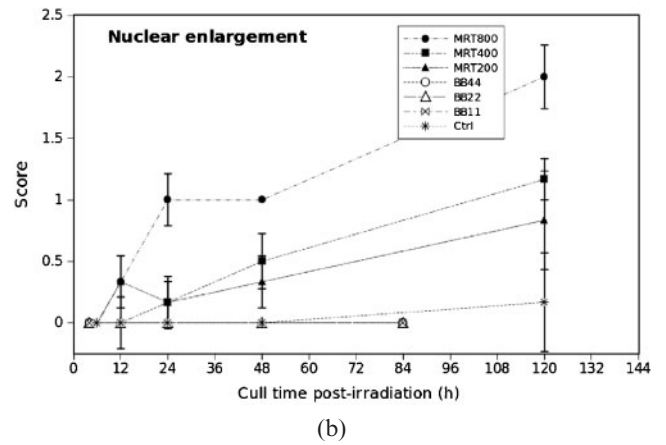 Nuclear enlargement
MRT800
MRT400
MRT200
BB44
BB22
BB11
Ctrl
Score
2.5
2
1.5
1
0.5
0
0 12 24 36 48 60 72 84 96 108 120 132 144
Cull time post-irradiation (h)
(b)